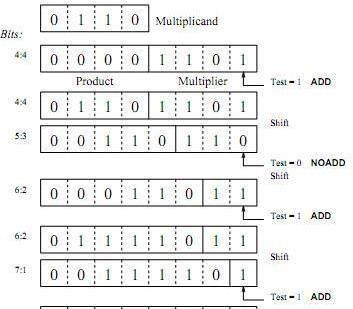 0 1 1 0 Multiplicand
Bits:
4:4 0 0 0 0 1 1 0 1
Product Multiplier Test = 1 ADD
4:4 0 1 1 0 1 1 0 1
Shift
5:3 0 0 1 1 0 1 1 0
Test = 0 NOADD
Shift
6:2 0 0 0 1 1 0 1 1
Test = 1 ADD
6:2 0 1 1 1 1 0 1 1
Shift
7:1 0 0 1 1 1 1 0 1
Test = 1 ADD